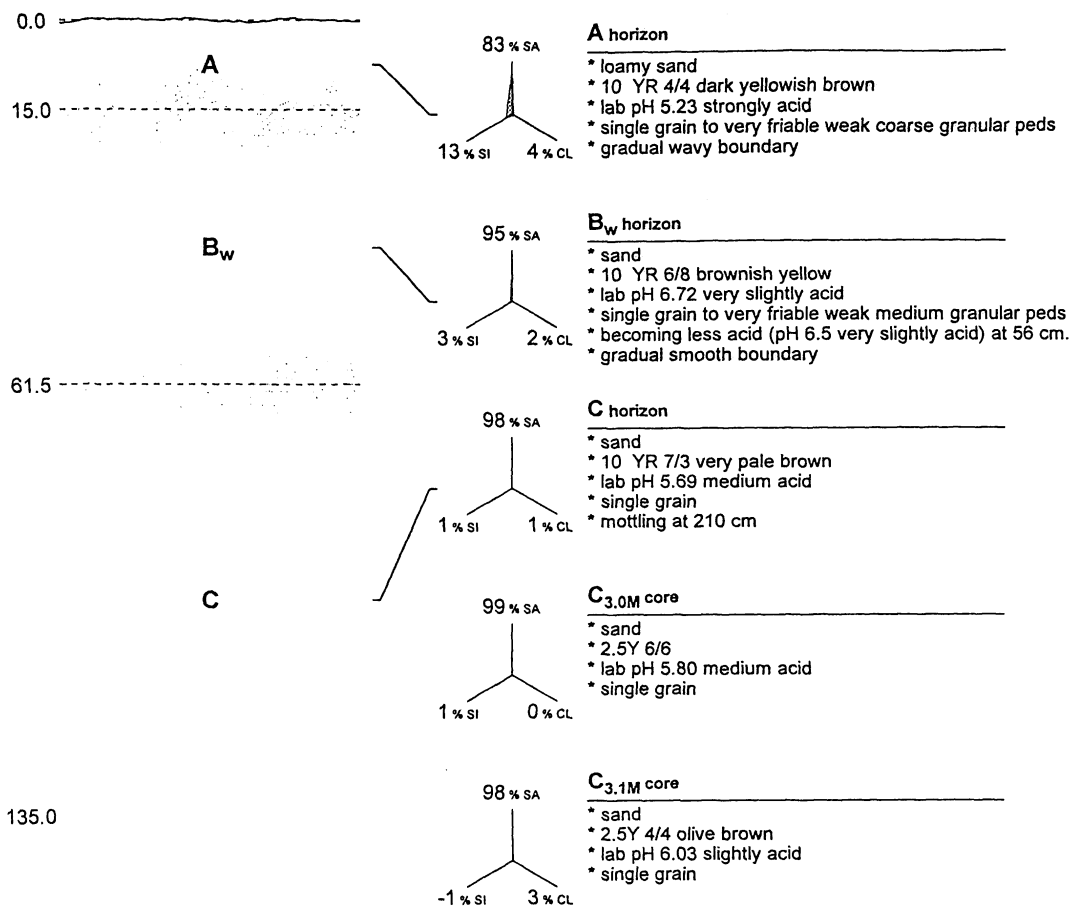 0.0
A
15.0
83 % SA
13 % SI 4 % CL
A horizon
* loamy sand
* 10 YR 4/4 dark yellowish brown
* lab pH 5.23 strongly acid
* single grain to very friable weak coarse granular peds
* gradual wavy boundary
Bw
95 % SA
3 % SI 2 % CL
Bw horizon
* sand
* 10 YR 6/8 brownish yellow
* lab pH 6.72 very slightly acid
* single grain to very friable weak medium granular peds
* becoming less acid (pH 6.5 very slightly acid) at 56 cm.
* gradual smooth boundary
61.5
98 % SA
1 % SI 1 % CL
C horizon
* sand
* 10 YR 7/3 very pale brown
* lab pH 5.69 medium acid
* single grain
* mottling at 210 cm
C
99 % SA
1 % SI 0 % CL
C3.0M core
* sand
* 2.5Y 6/6
* lab pH 5.80 medium acid
* single grain
135.0
98 % SA
-1 % SI 3 % CL
C3.1M core
* sand
* 2.5Y 4/4 olive brown
* lab pH 6.03 slightly acid
* single grain